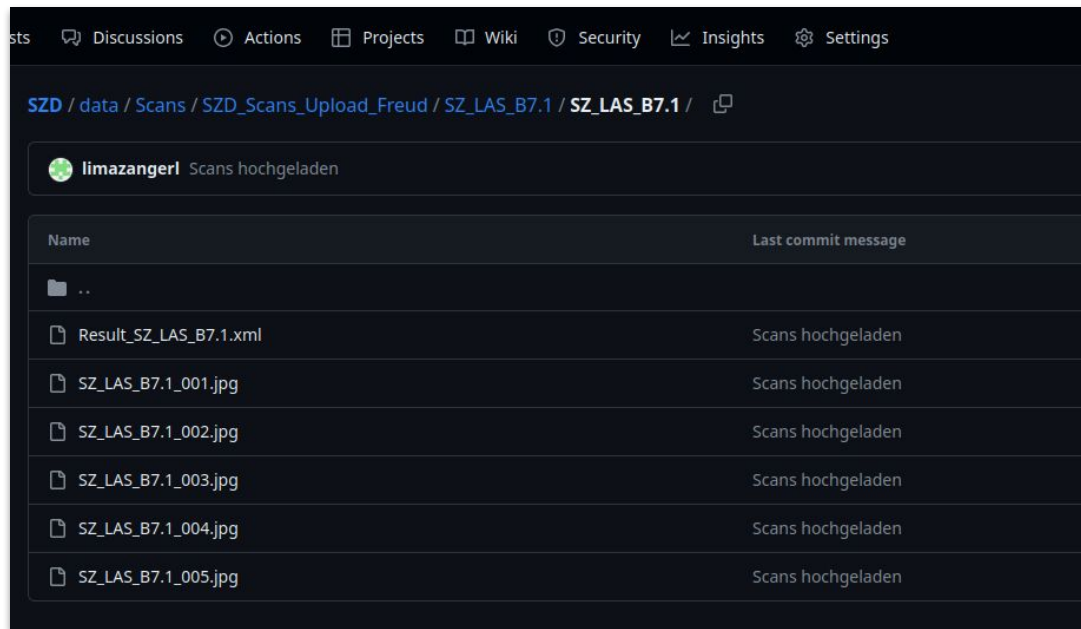 sts Discussions Actions Projects Wiki Security Insights Settings
SZD / data / Scans / SZD_Scans_Upload_Freud / SZ_LAS_B7.1 / SZ_LAS_B7.1 /
limazangerl Scans hochgeladen
Name Last commit message
..
Result_SZ_LAS_B7.1.xml Scans hochgeladen
SZ_LAS_B7.1_001.jpg Scans hochgeladen
SZ_LAS_B7.1_002.jpg Scans hochgeladen
SZ_LAS_B7.1_003.jpg Scans hochgeladen
SZ_LAS_B7.1_004.jpg Scans hochgeladen
SZ_LAS_B7.1_005.jpg Scans hochgeladen